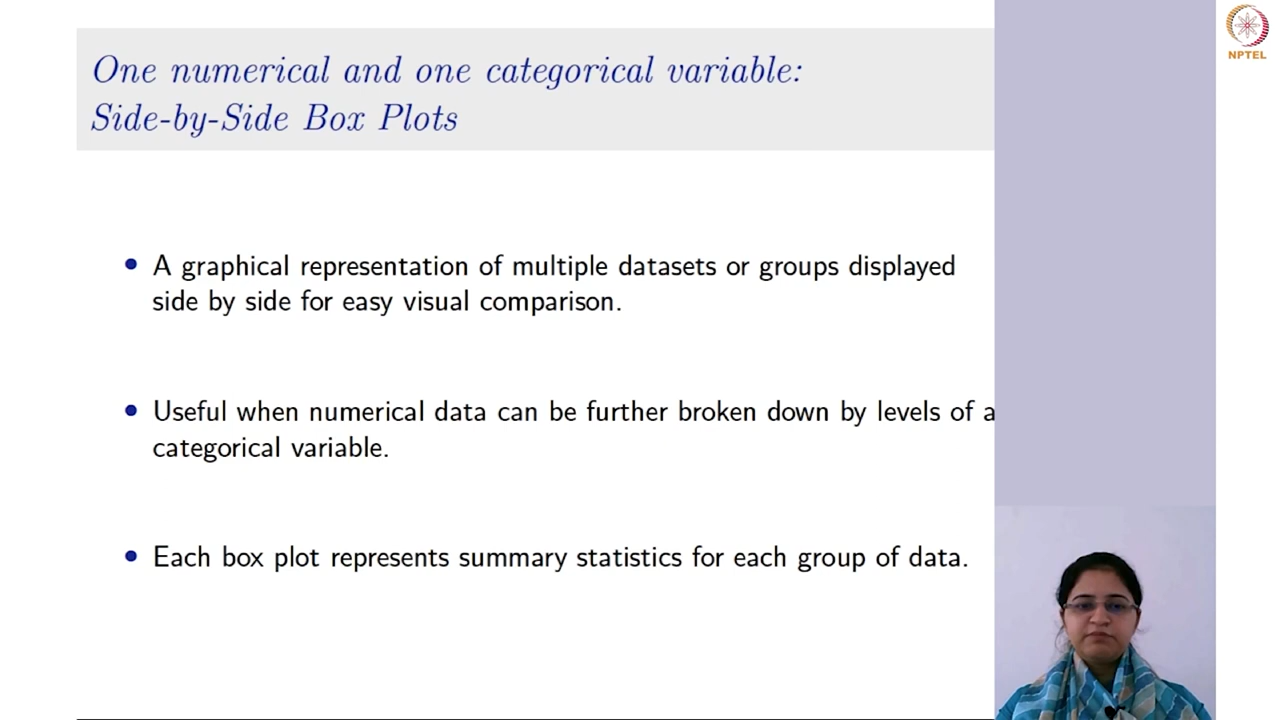 One numerical and one categorical variable:
Side-by-Side Box Plots
NPTEL
• A graphical representation of multiple datasets or groups displayed
side by side for easy visual comparison.
• Useful when numerical data can be further broken down by levels of a
categorical variable.
• Each box plot represents summary statistics for each group of data.